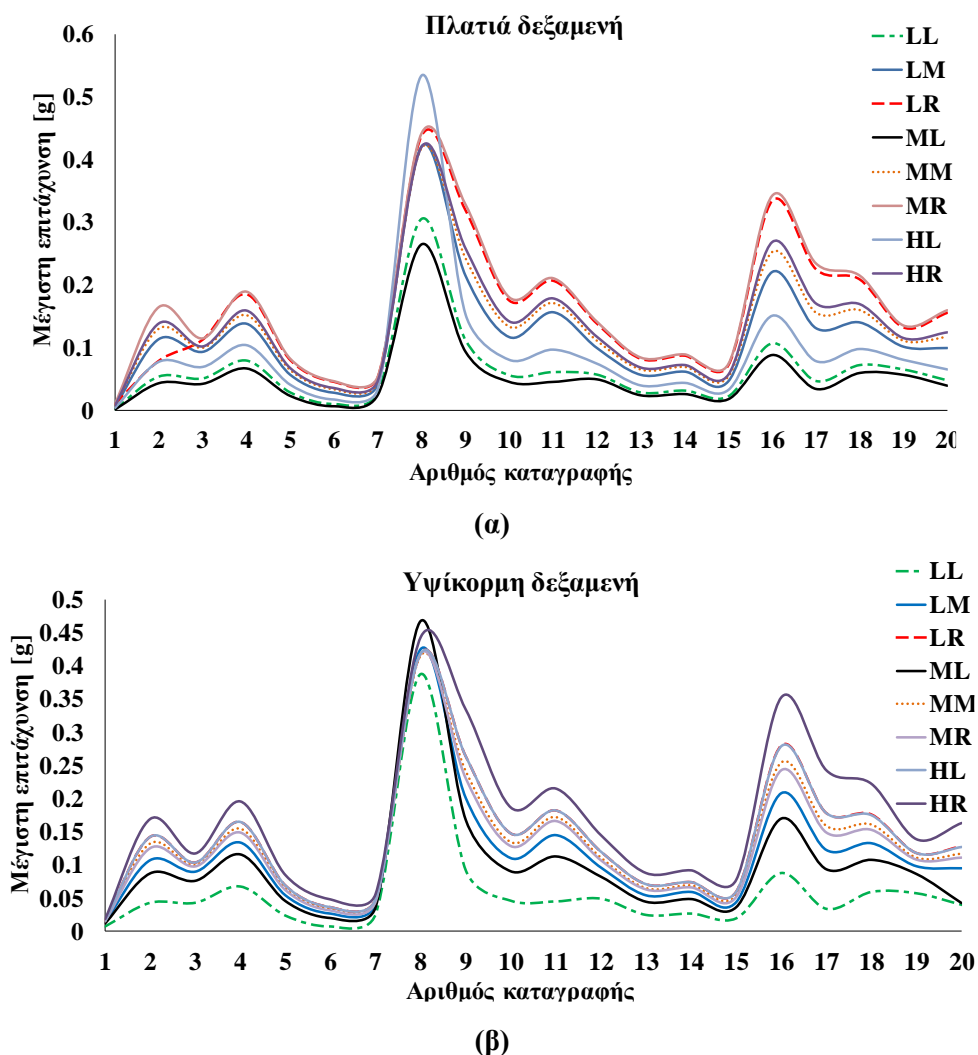 Πλατιά δεξαμενή
Μέγιστη επιτάχυνση [g]
0.6
0.5
0.4
0.3
0.2
0.1
0
1 2 3 4 5 6 7 8 9 10 11 12 13 14 15 16 17 18 19 20
Αριθμός καταγραφής
LL
LM
LR
ML
MM
MR
HL
HR
(α)
Υψίκορμη δεξαμενή
Μέγιστη επιτάχυνση [g]
0.5
0.45
0.4
0.35
0.3
0.25
0.2
0.15
0.1
0.05
0
1 2 3 4 5 6 7 8 9 10 11 12 13 14 15 16 17 18 19 20
Αριθμός καταγραφής
LL
LM
LR
ML
MM
MR
HL
HR
(β)